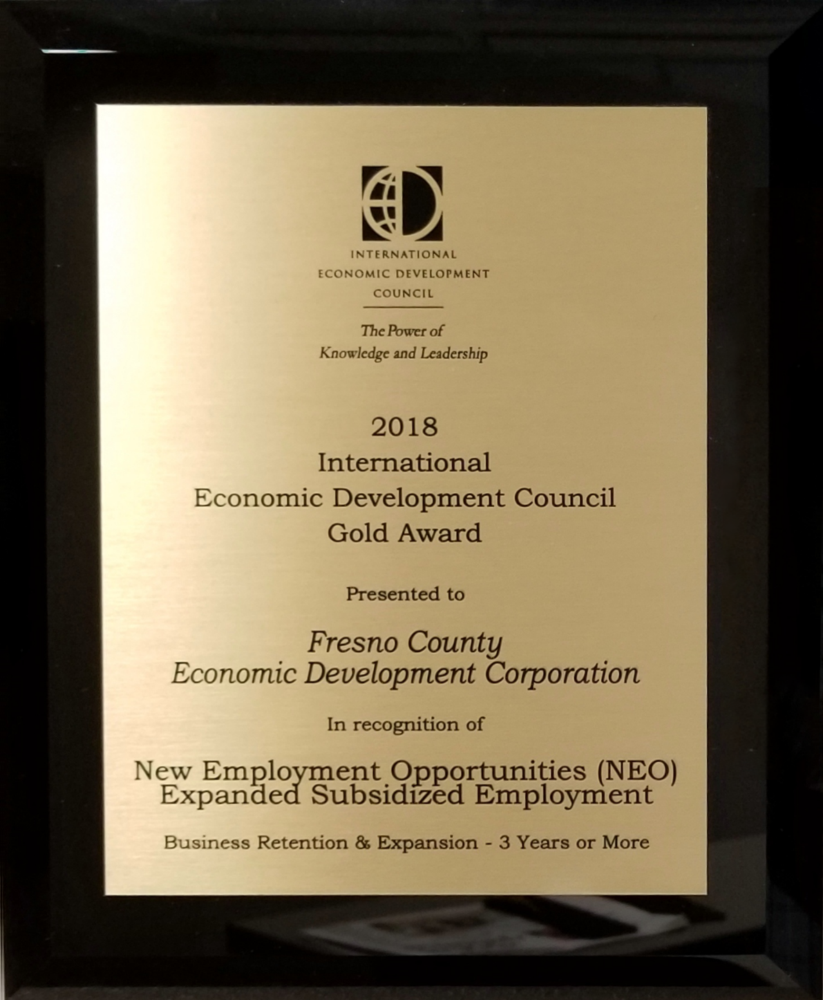 INTERNATIONAL
ECONOMIC DEVELOPMENT
COUNCIL
The Power of
Knowledge and Leadership
2018
International
Economic Development Council
Gold Award
Presented to
Fresno County
Economic Development Corporation
In recognition of
New Employment Opportunities (NEO)
Expanded Subsidized Employment
Business Retention & Expansion - 3 Years or More